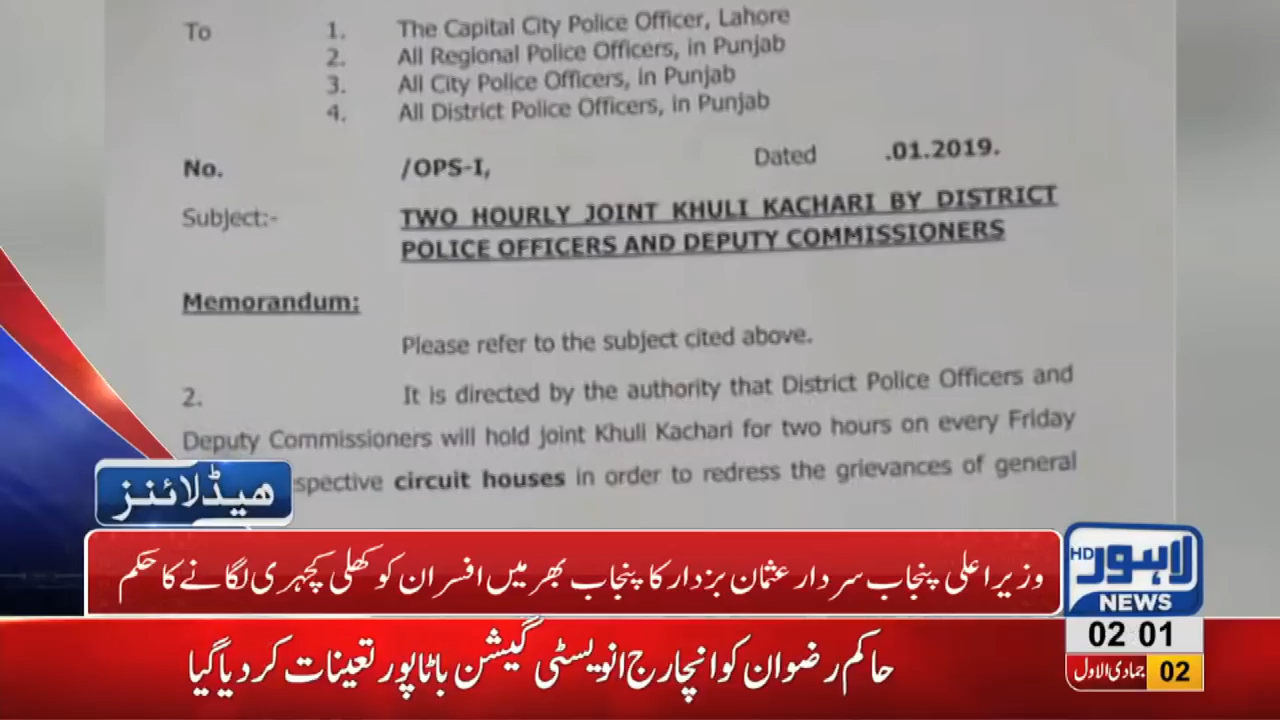 To 1. The Capital City Police Officer, Lahore
2. All Regional Police Officers, in Punjab
3. All City Police Officers, in Punjab
4. All District Police Officers, in Punjab
No. /OPS-I, Dated .01.2019.
Subject:- TWO HOURLY JOINT KHULI KACHARI BY DISTRICT
POLICE OFFICERS AND DEPUTY COMMISSIONERS
Memorandum:
Please refer to the subject cited above.
2. It is directed by the authority that District Police Officers and
Deputy Commissioners will hold joint Khuli Kachari for two hours on every Friday
spective circuit houses in order to redress the grievances of general
ہیڈلائنز
وزیراعلی پنجاب سردار عثمان بزدار کا پنجاب بھر میں افسران کو کھلی کچہری لگانے کا حکم
لاہور HD
NEWS
02 01
02 جمادی الاول
حاکم رضوان کو انچارج انویسٹی گیشن باٹا پور تعینات کر دیا گیا